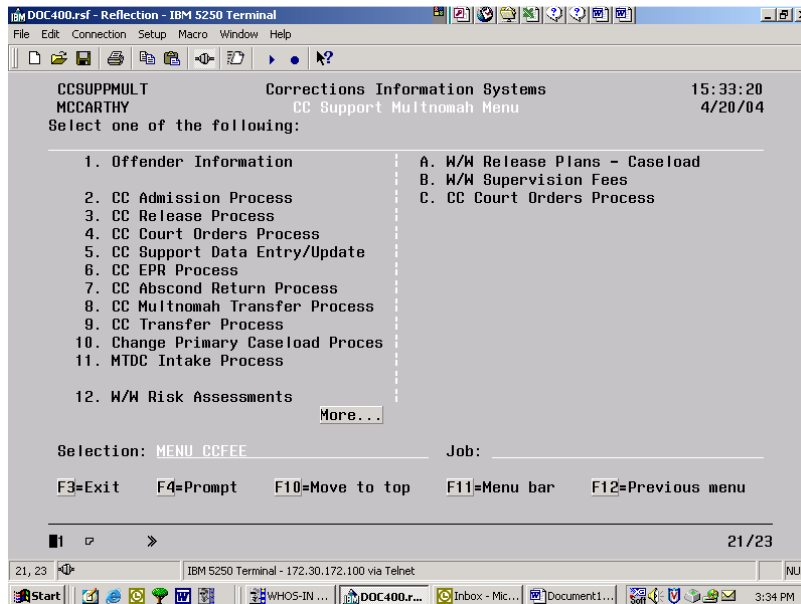 DOC400.rsf - Reflection - IBM 5250 Terminal
File Edit Connection Setup Macro Window Help
CCSUPPMULT Corrections Information Systems 15:33:20
MCCARTHY CC Support Multnomah Menu 4/20/04
Select one of the following:
1. Offender Information A. W/W Release Plans - Caseload
B. W/W Supervision Fees
2. CC Admission Process C. CC Court Orders Process
3. CC Release Process
4. CC Court Orders Process
5. CC Support Data Entry/Update
6. CC EPR Process
7. CC Abscond Return Process
8. CC Multnomah Transfer Process
9. CC Transfer Process
10. Change Primary Caseload Proces
11. MTDC Intake Process
12. W/W Risk Assessments
More...
Selection: MENU CCFEE Job:
F3=Exit F4=Prompt F10=Move to top F11=Menu bar F12=Previous menu
1 » 21/23
21, 23 IBM 5250 Terminal - 172.30.172.100 via Telnet NU
Start WHOS-IN ... DOC400.r... Inbox - Mic... Document1... 3:34 PM